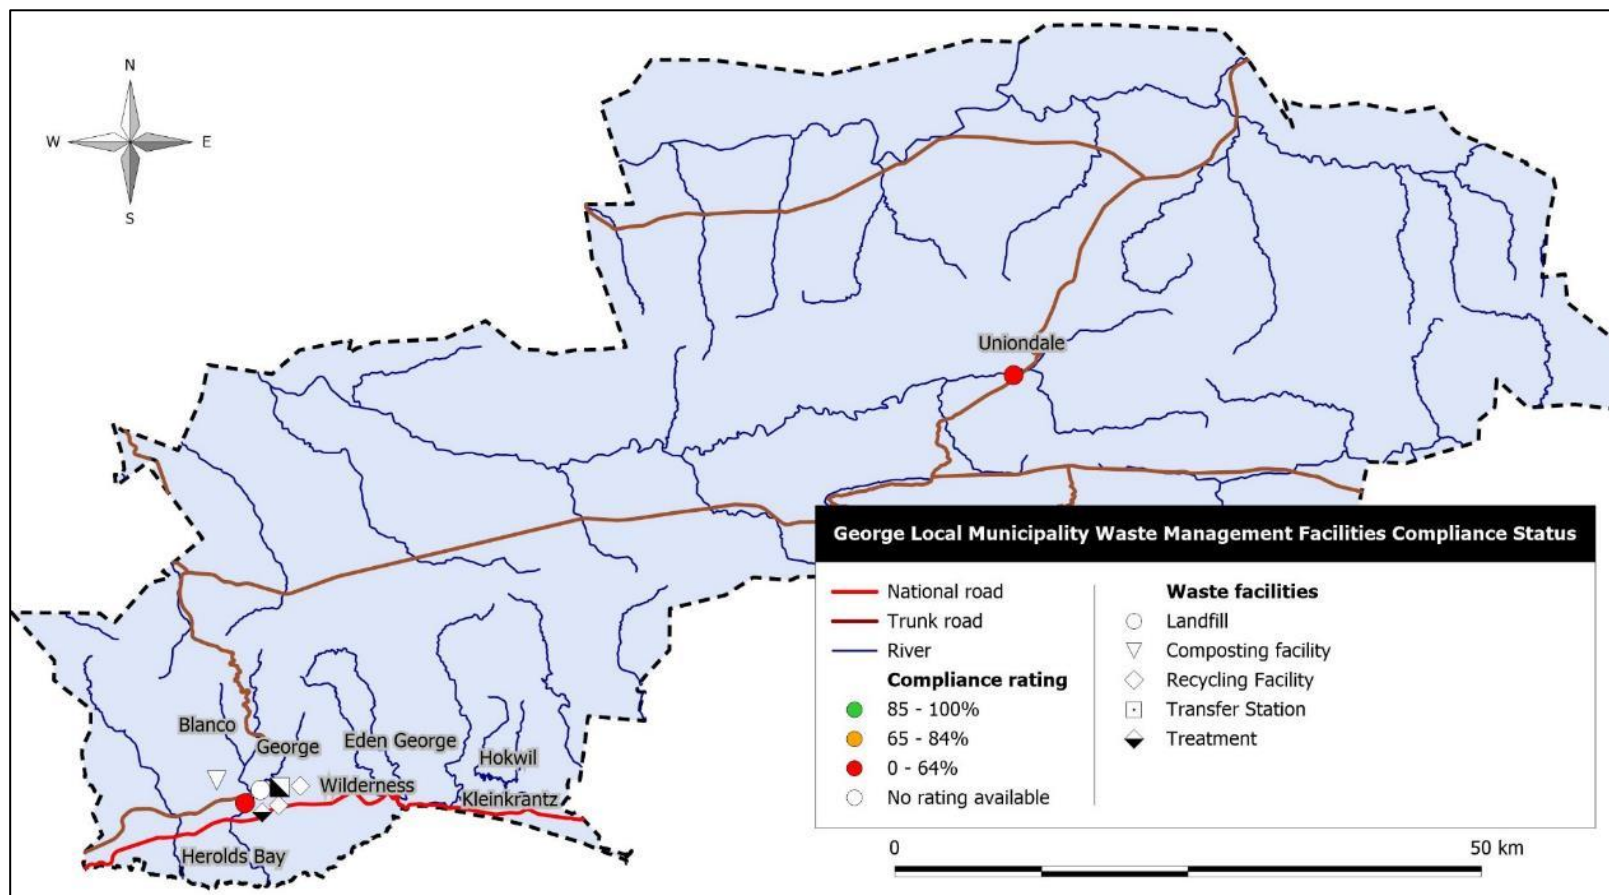 N
W
E
S
Uniondale
George Local Municipality Waste Management Facilities Compliance Status
National road
Trunk road
River
Compliance rating
85 - 100%
65 - 84%
0 - 64%
No rating available
Waste facilities
Landfill
Composting facility
Recycling Facility
Transfer Station
Treatment
Blanco
George
Eden George
Hokwil
Wilderness
Kleinkrantz
Herolds Bay
0
50 km